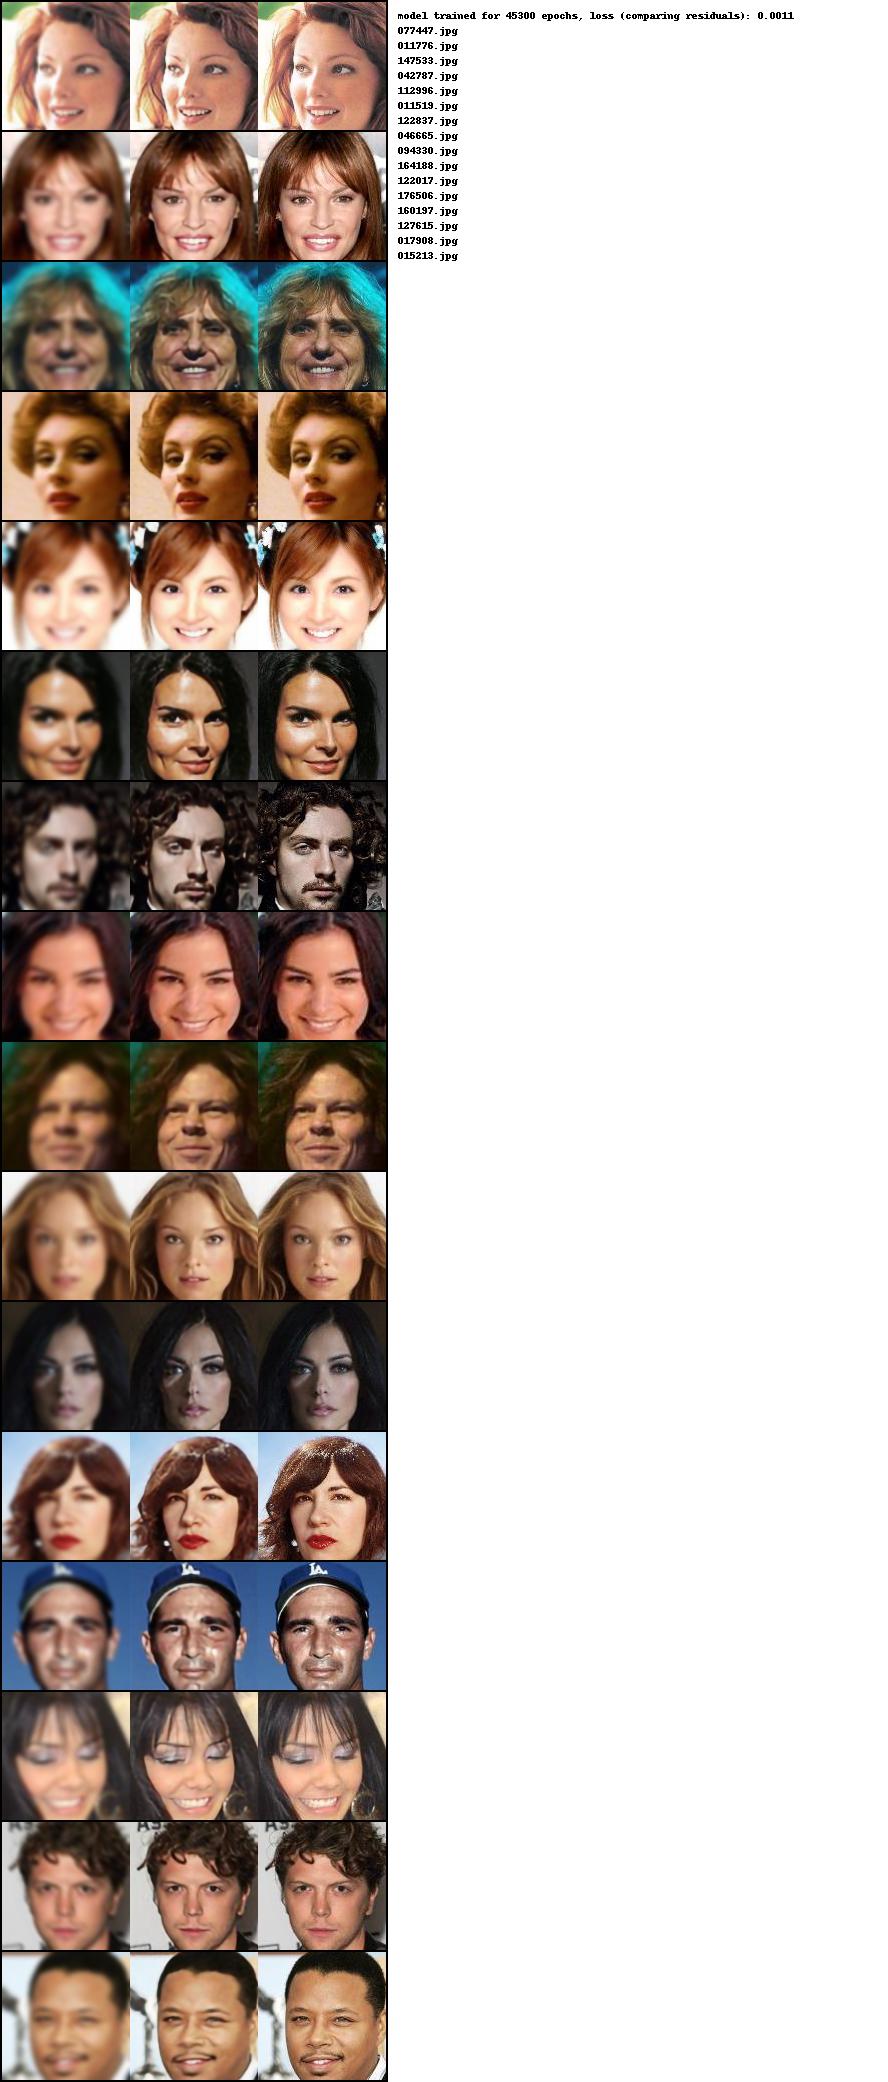 model trained for 45300 epochs, loss (comparing residuals): 0.0011
077447.jpg
011776.jpg
147533.jpg
042787.jpg
112996.jpg
011519.jpg
122837.jpg
046665.jpg
094330.jpg
164188.jpg
122017.jpg
176506.jpg
160197.jpg
127615.jpg
017908.jpg
015213.jpg
LA
LA